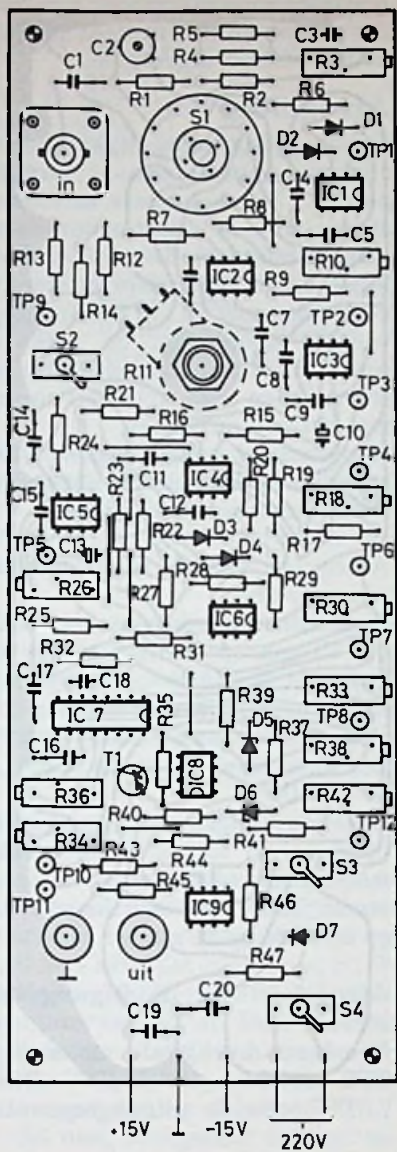 C2 R5 C3
R4 R3
C1 R1 R2 R6
S1 D1
D2 TP1
in C4 IC1
R7 R8 C5
R13 R12 IC2 R10
R14 R9
TP9 C7 TP2
S2 R11 C8 IC3
TP3
R21 C9
C14 R24 R16 R15 C10
C11 IC4 R20 R19 TP4
C15 IC5 R23 C12 R18
R22 D3 R17
TP5 C13 D4 TP6
R26 R27 R28 R29
R25 IC6 R30
R32 R31 TP7
C17 C18 R39 R33
IC 7 R35 D5 R37 TP8
C16 T1 IC8 R38
R36 D6 R42
R40 R41 TP12
R34 R44
R43 S3
TP10 R45
TP11 IC9 R46
D7
⊥ uit R47
C20 S4
C19
+15V ⊥ -15V 220V